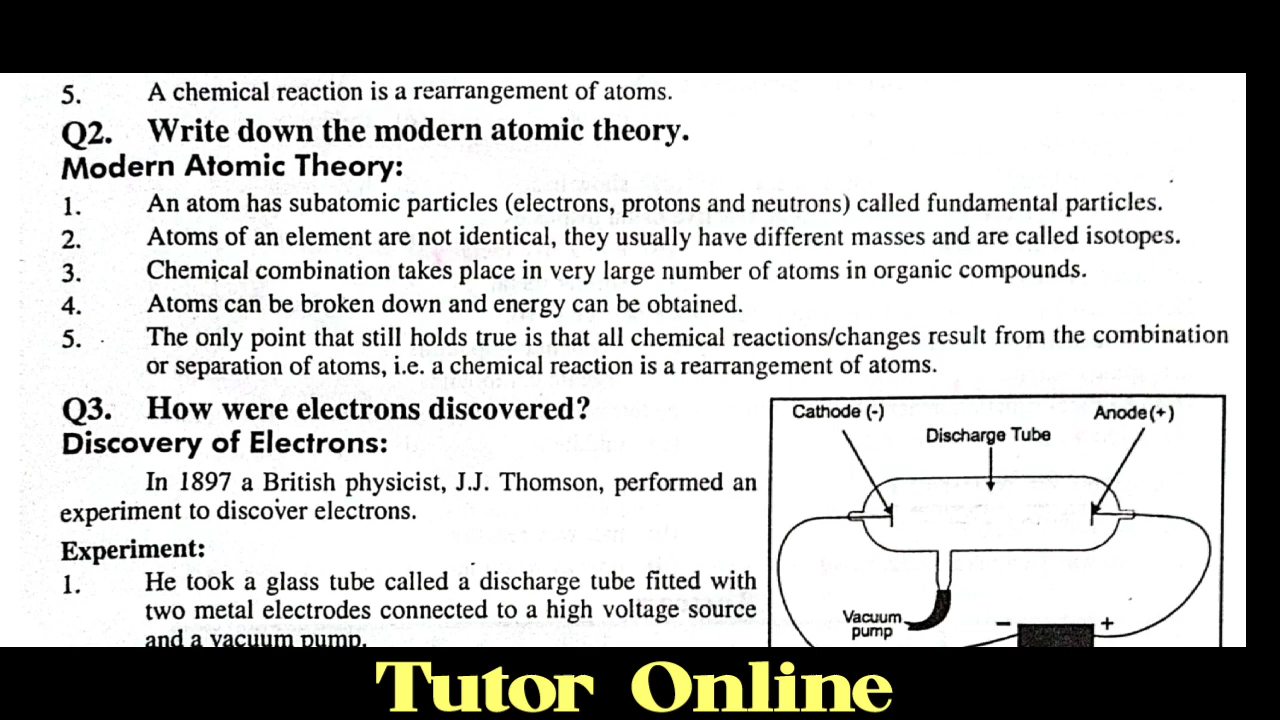 5. A chemical reaction is a rearrangement of atoms.
Q2. Write down the modern atomic theory.
Modern Atomic Theory:
1. An atom has subatomic particles (electrons, protons and neutrons) called fundamental particles.
2. Atoms of an element are not identical, they usually have different masses and are called isotopes.
3. Chemical combination takes place in very large number of atoms in organic compounds.
4. Atoms can be broken down and energy can be obtained.
5. The only point that still holds true is that all chemical reactions/changes result from the combination
or separation of atoms, i.e. a chemical reaction is a rearrangement of atoms.
Q3. How were electrons discovered?
Discovery of Electrons:
In 1897 a British physicist, J.J. Thomson, performed an
experiment to discover electrons.
Experiment:
1. He took a glass tube called a discharge tube fitted with
two metal electrodes connected to a high voltage source
and a vacuum pump.
Cathode (-)
Anode (+)
Discharge Tube
Vacuum
pump
− +
Tutor Online